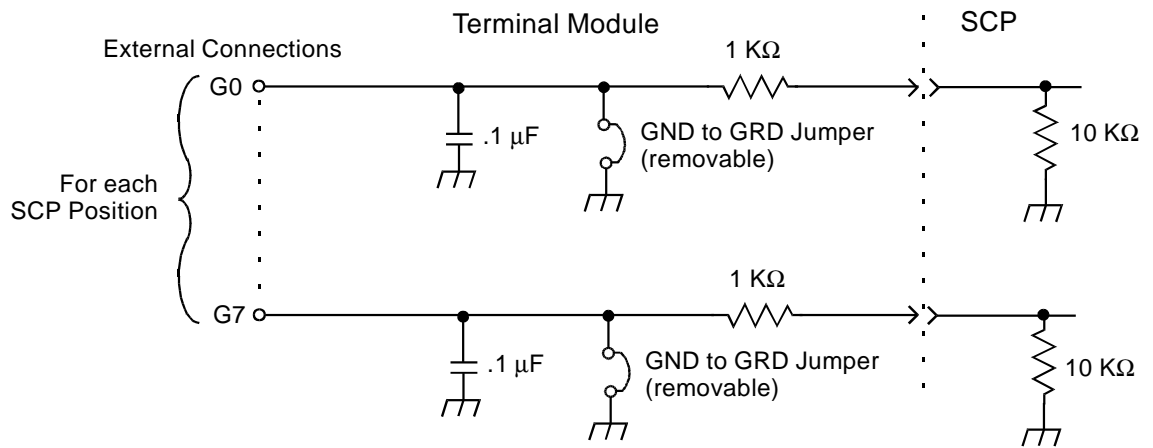 Terminal Module
SCP
External Connections
1 KΩ
G0
.1 μF
GND to GRD Jumper
(removable)
10 KΩ
For each
SCP Position
1 KΩ
G7
.1 μF
GND to GRD Jumper
(removable)
10 KΩ